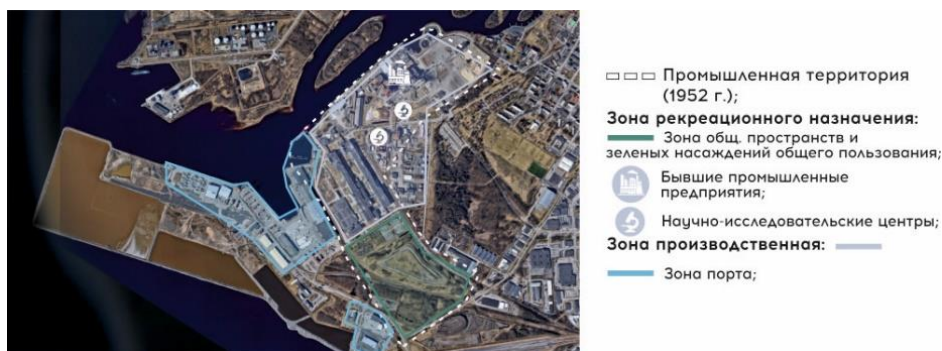 Промышленная территория
(1952 г.);
Зона рекреационного назначения:
Зона общ. пространств и
зеленых насаждений общего пользования;
Бывшие промышленные
предприятия;
Научно-исследовательские центры;
Зона производственная:
Зона порта;